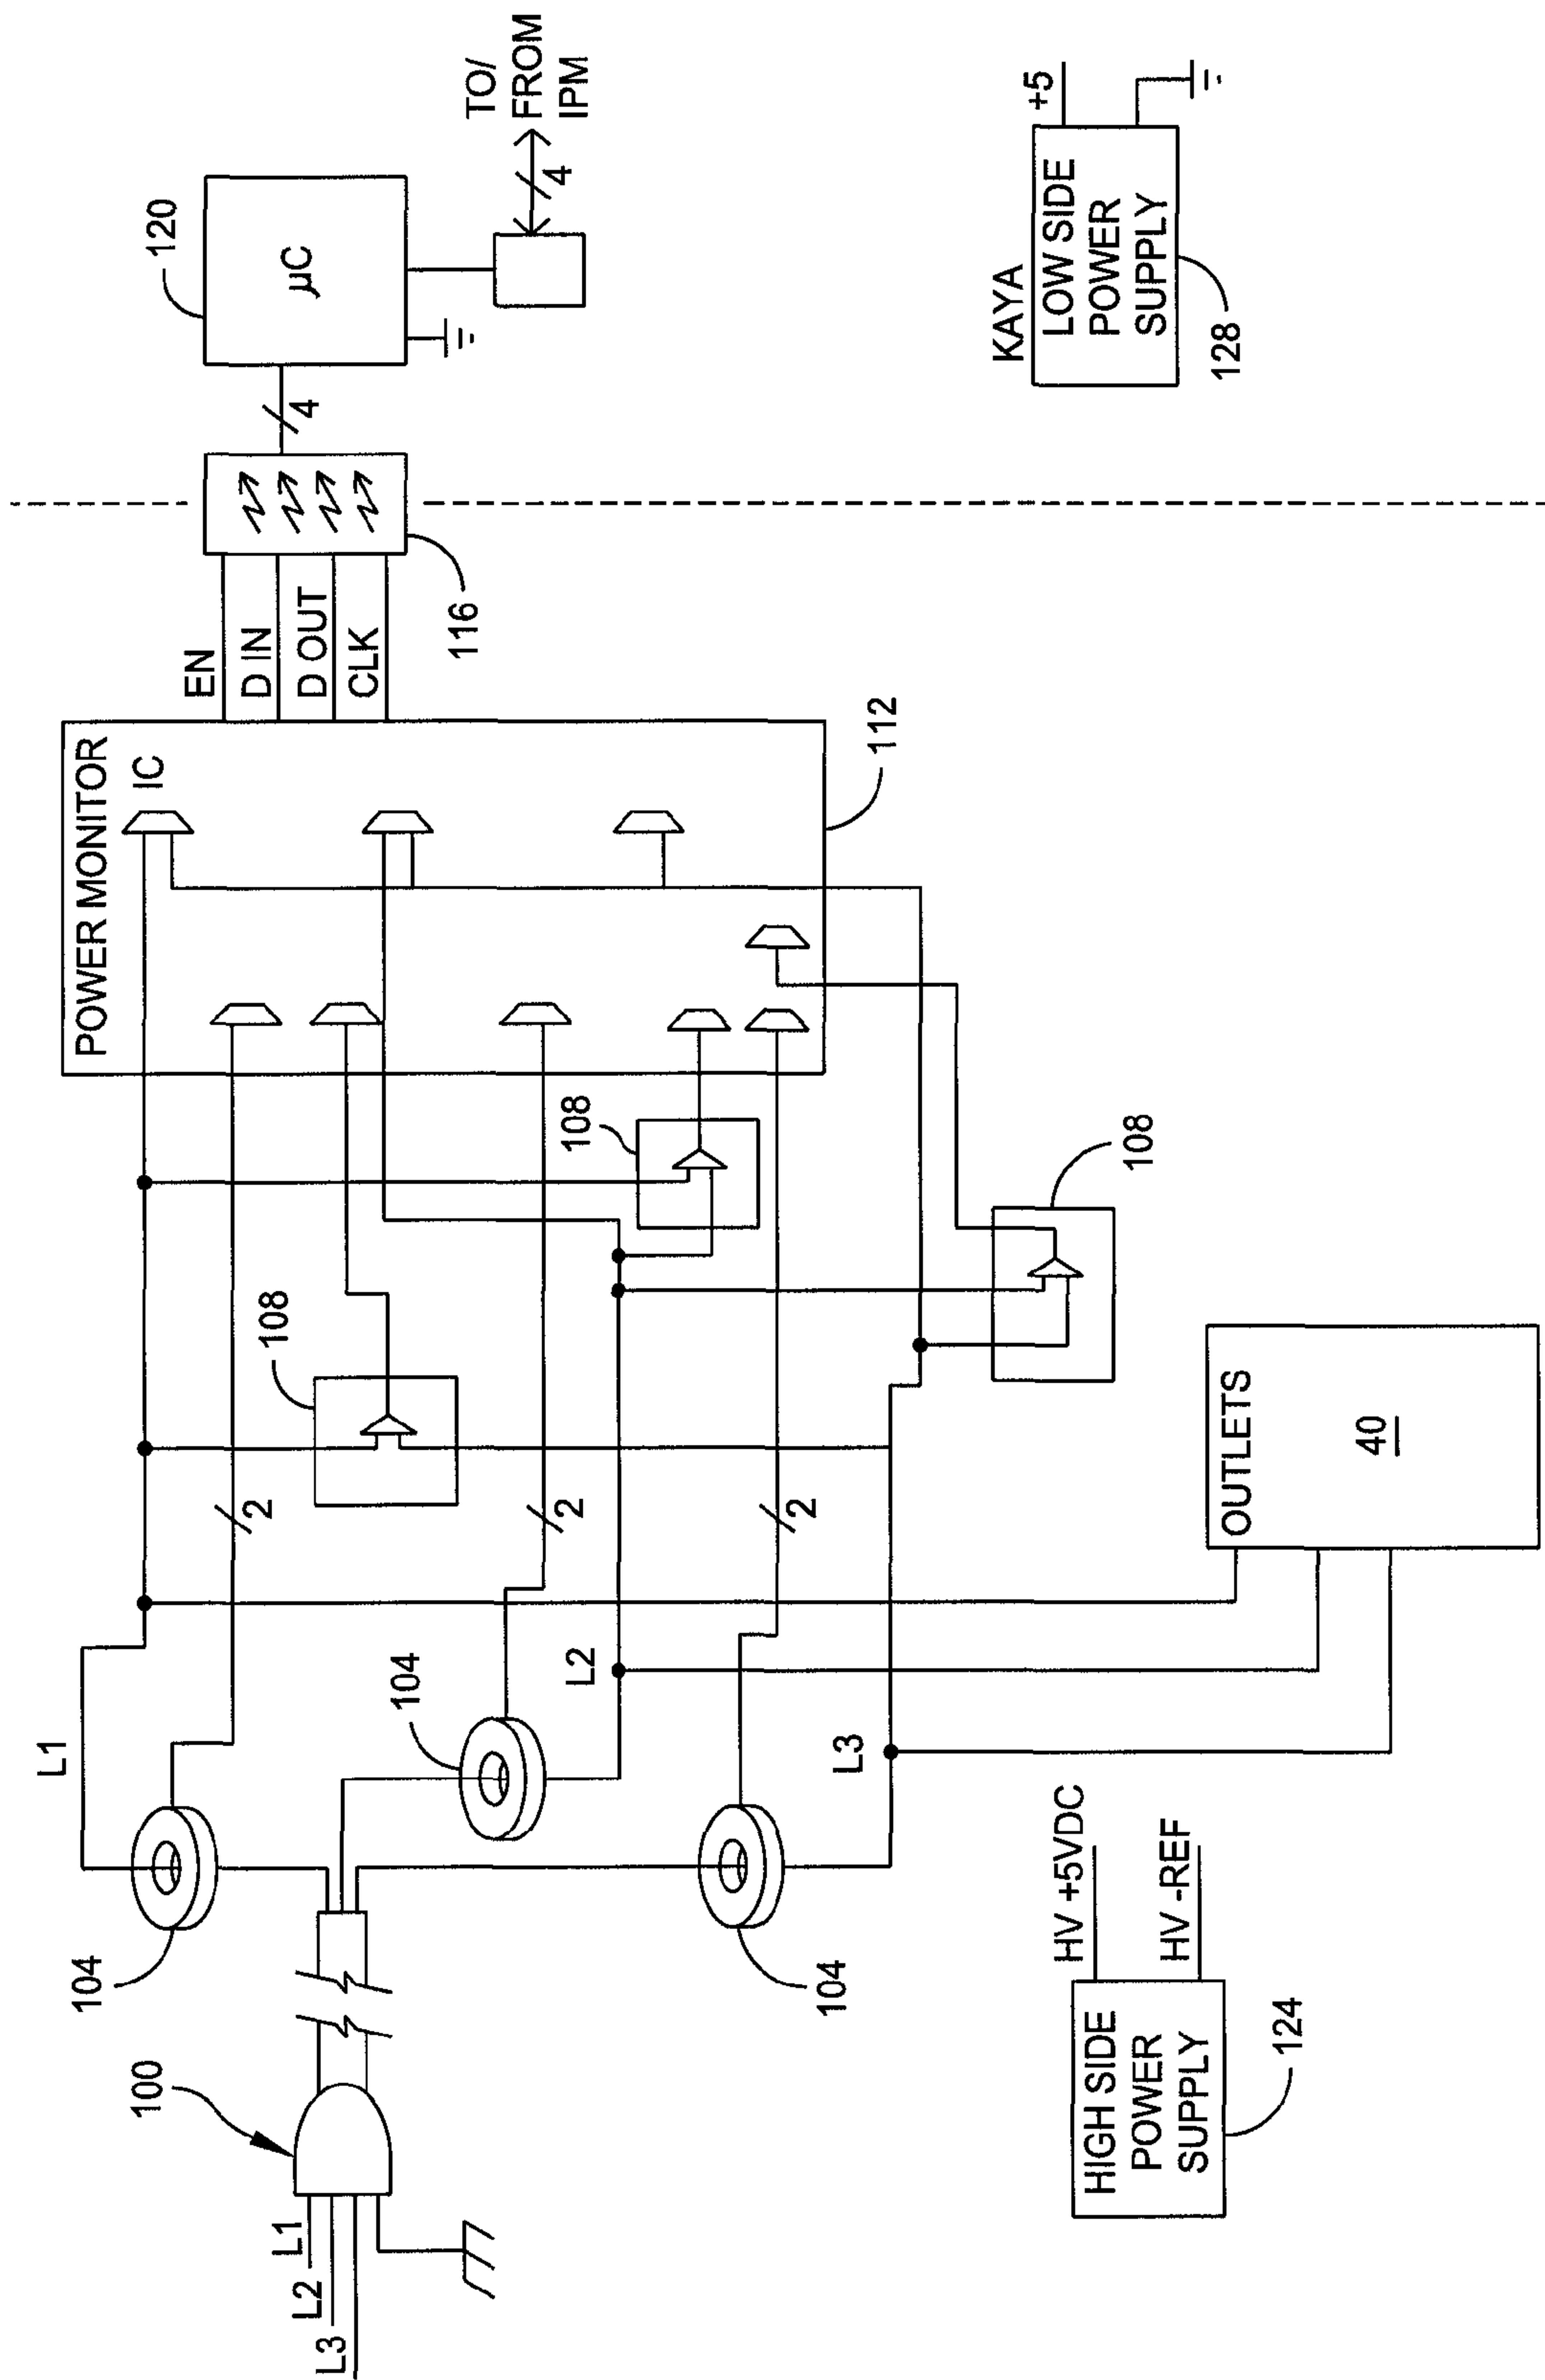 L1
L2
L3
100
104
L1
104
L2
104
L3
2
2
2
108
108
108
POWER MONITOR
IC
112
EN
D IN
D OUT
CLK
116
4
120
µC
TO/
FROM
IPM
4
OUTLETS
40
HIGH SIDE
POWER
SUPPLY
124
HV +5VDC
HV -REF
KAYA
LOW SIDE
POWER
SUPPLY
128
+5